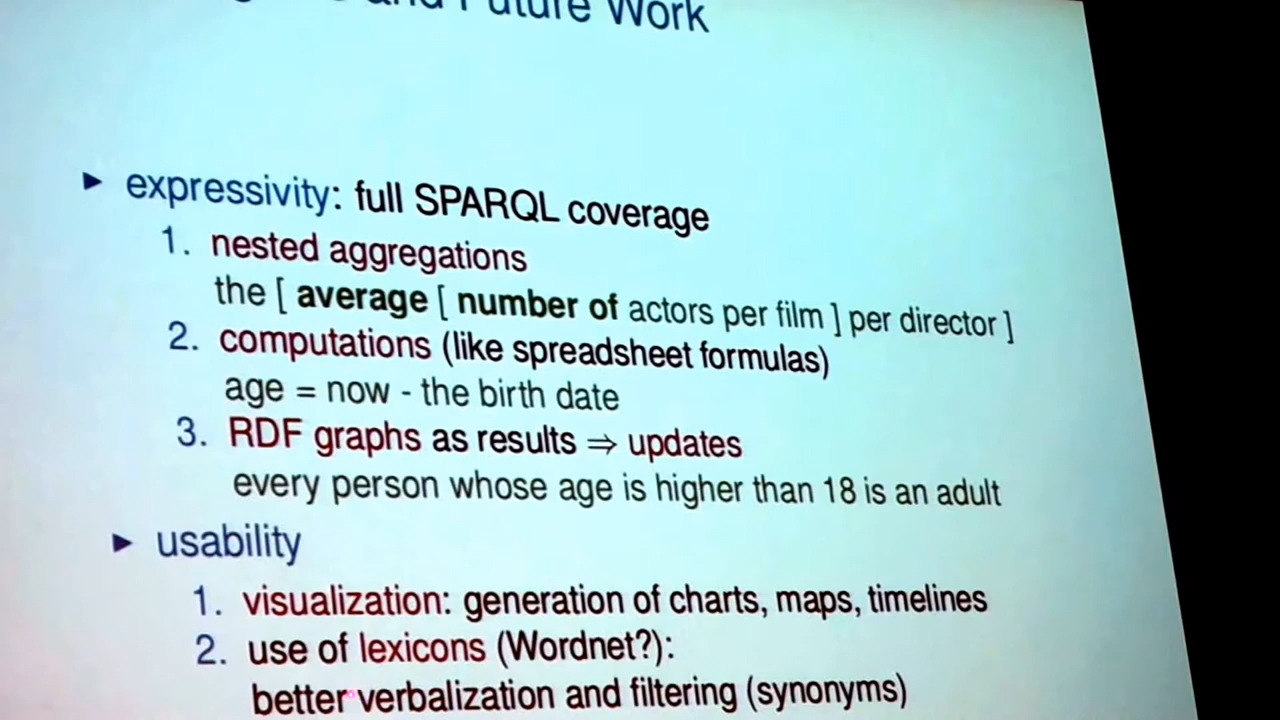 and Future Work
► expressivity: full SPARQL coverage
1. nested aggregations
the [ average [ number of actors per film ] per director ]
2. computations (like spreadsheet formulas)
age = now - the birth date
3. RDF graphs as results ⇒ updates
every person whose age is higher than 18 is an adult
► usability
1. visualization: generation of charts, maps, timelines
2. use of lexicons (Wordnet?):
better verbalization and filtering (synonyms)